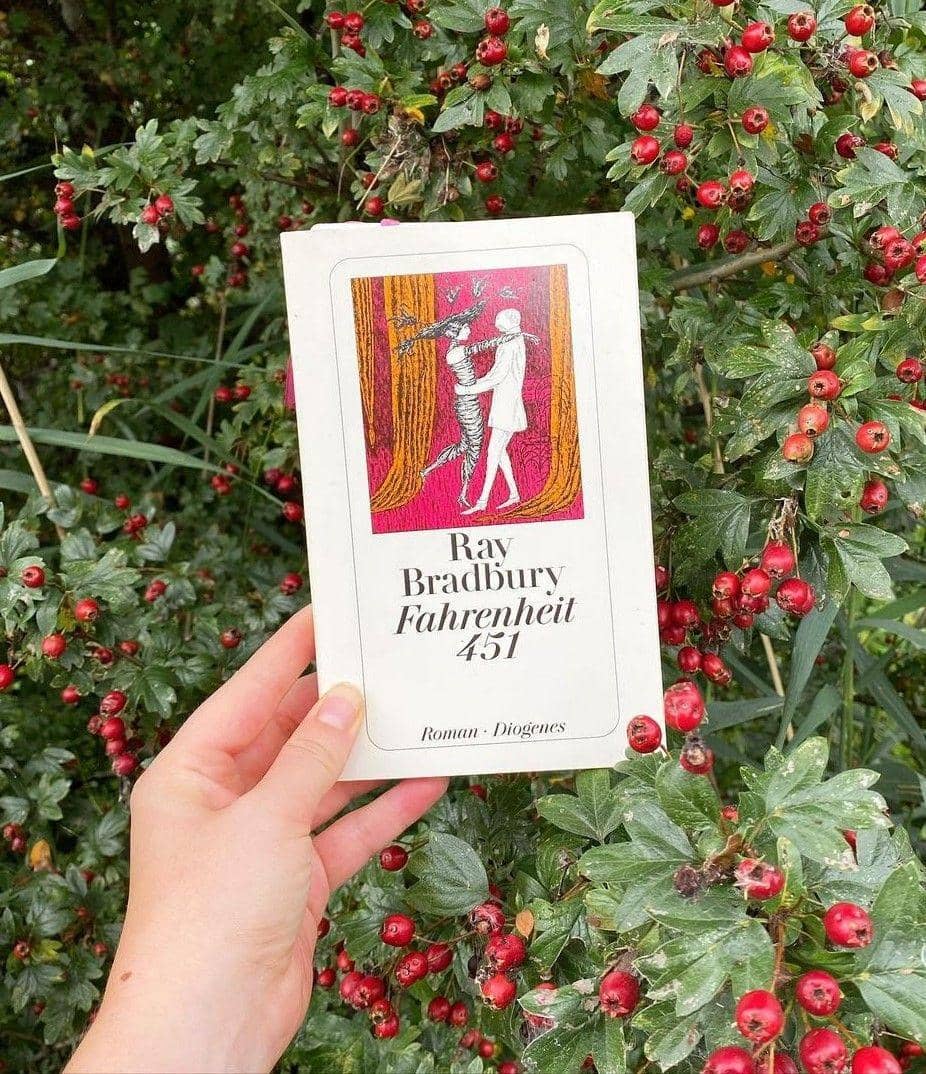 Ray
Bradbury
Fahrenheit
451
Roman · Diogenes